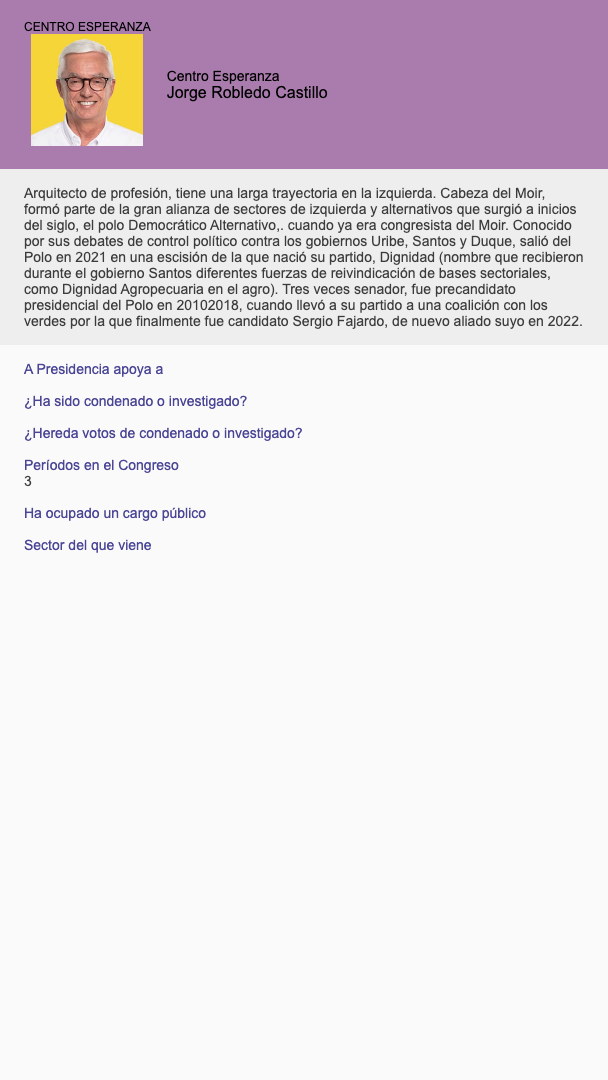 CENTRO ESPERANZA
Centro Esperanza
Jorge Robledo Castillo
Arquitecto de profesión, tiene una larga trayectoria en la izquierda. Cabeza del Moir,
formó parte de la gran alianza de sectores de izquierda y alternativos que surgió a inicios
del siglo, el polo Democrático Alternativo,. cuando ya era congresista del Moir. Conocido
por sus debates de control político contra los gobiernos Uribe, Santos y Duque, salió del
Polo en 2021 en una escisión de la que nació su partido, Dignidad (nombre que recibieron
durante el gobierno Santos diferentes fuerzas de reivindicación de bases sectoriales,
como Dignidad Agropecuaria en el agro). Tres veces senador, fue precandidato
presidencial del Polo en 20102018, cuando llevó a su partido a una coalición con los
verdes por la que finalmente fue candidato Sergio Fajardo, de nuevo aliado suyo en 2022.
A Presidencia apoya a
¿Ha sido condenado o investigado?
¿Hereda votos de condenado o investigado?
Períodos en el Congreso
3
Ha ocupado un cargo público
Sector del que viene